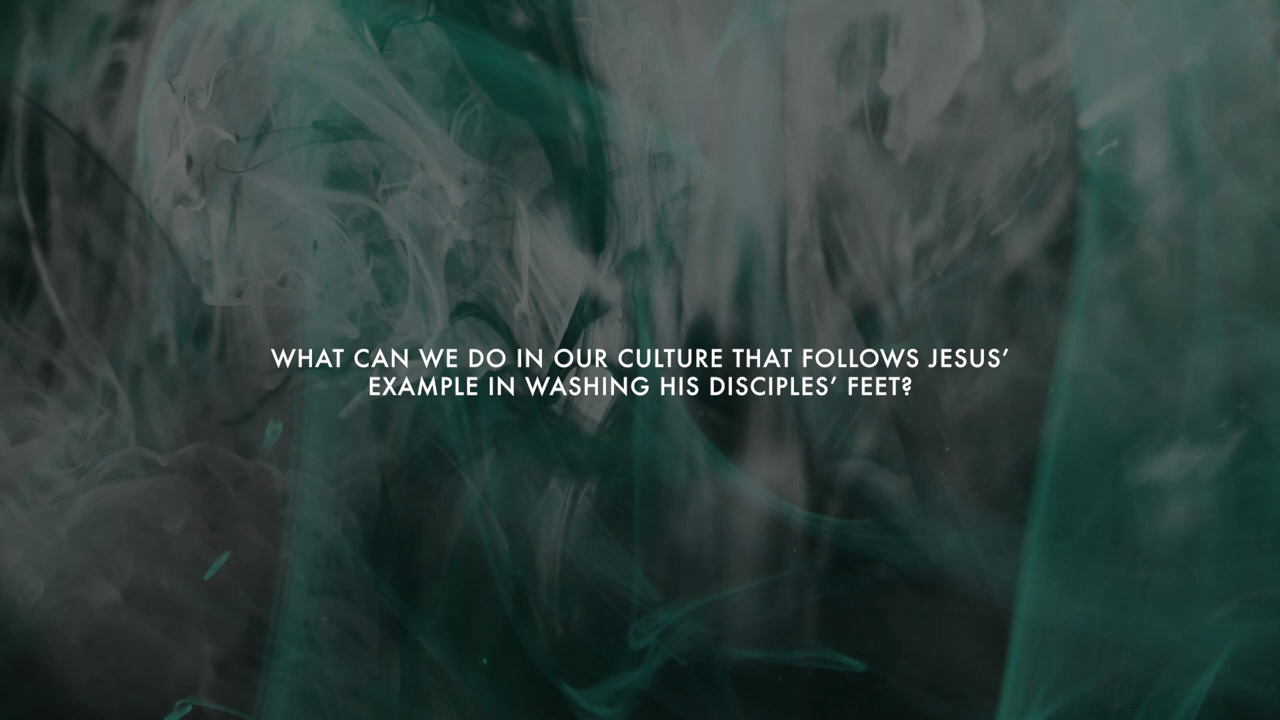 WHAT CAN WE DO IN OUR CULTURE THAT FOLLOWS JESUS’
EXAMPLE IN WASHING HIS DISCIPLES’ FEET?